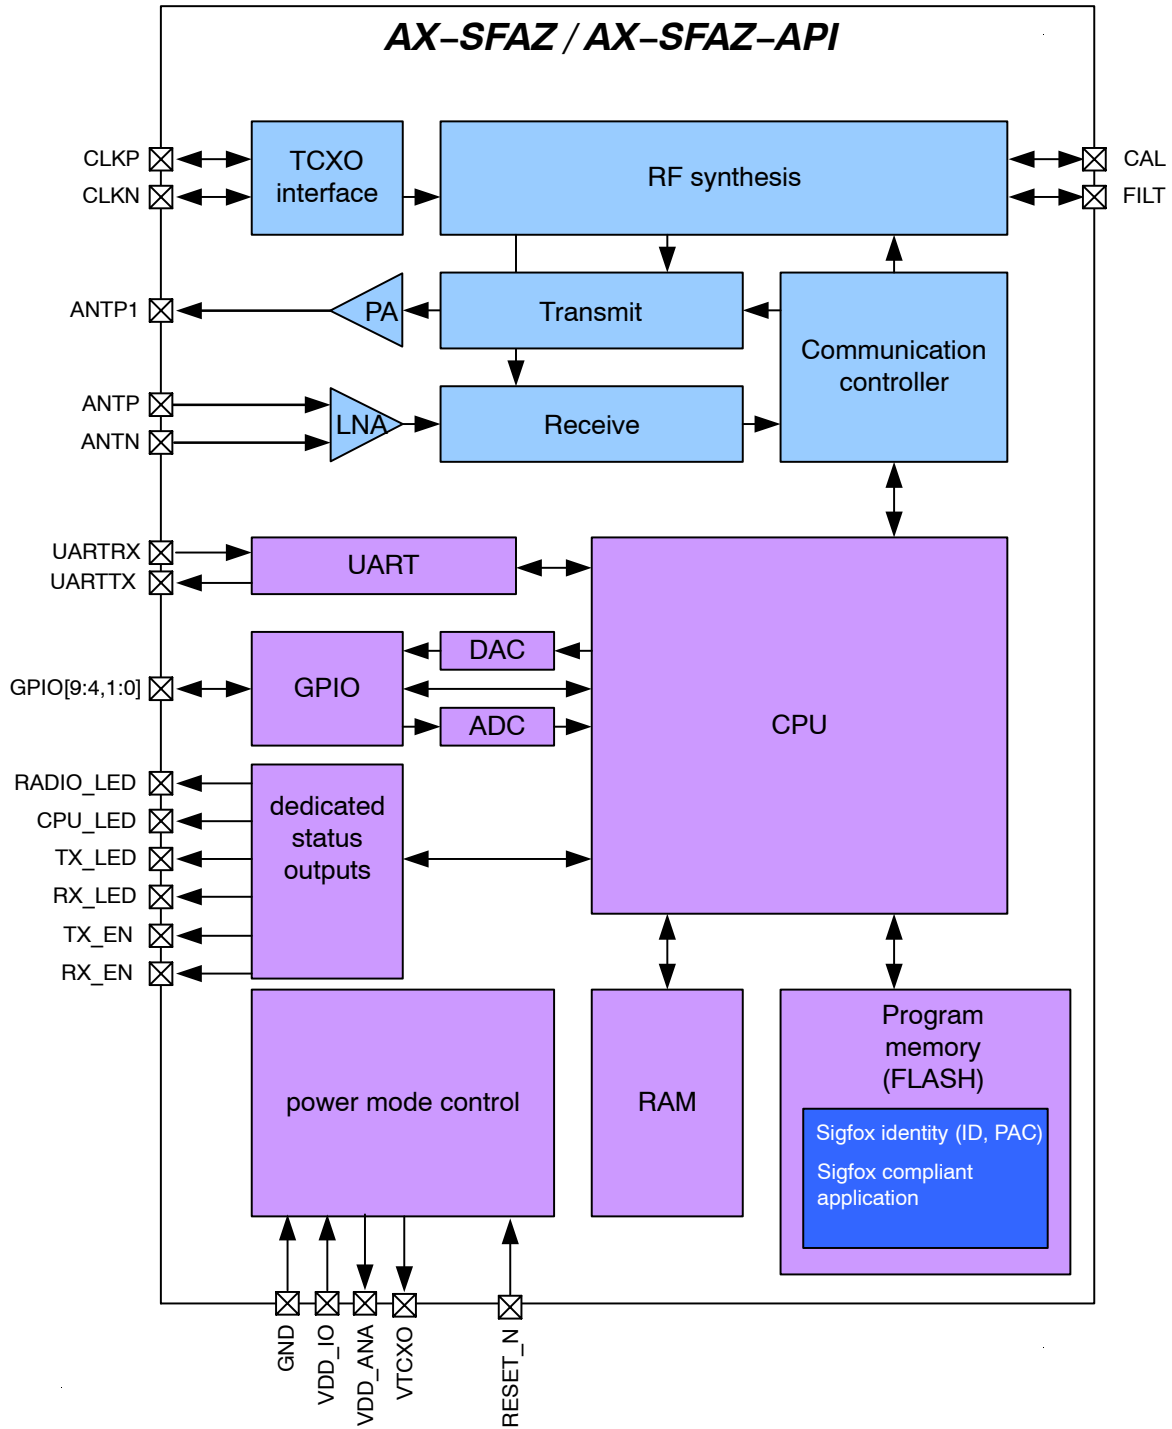 AX–SFAZ / AX–SFAZ–API
CLKP
CLKN
TCXO
interface
RF synthesis
CAL
FILT
ANTP1
PA
Transmit
Communication
controller
ANTP
ANTN
LNA
Receive
UARTRX
UARTTX
UART
CPU
GPIO[9:4,1:0]
GPIO
DAC
ADC
RADIO_LED
CPU_LED
TX_LED
RX_LED
TX_EN
RX_EN
dedicated
status
outputs
power mode control
RAM
Program
memory
(FLASH)
Sigfox identity (ID, PAC)
Sigfox compliant
application
GND
VDD_IO
VDD_ANA
VTCXO
RESET_N